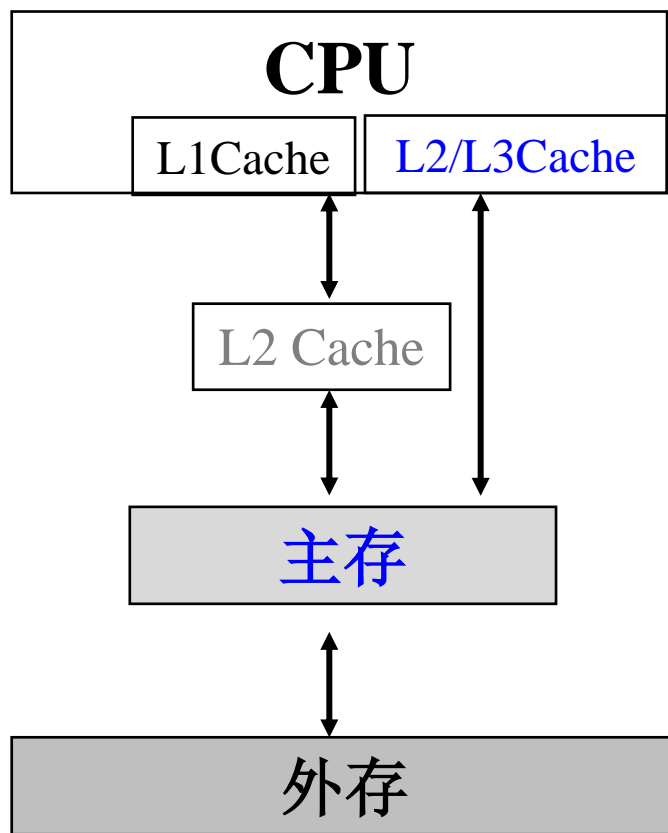 CPU
L1Cache
L2/L3Cache
L2 Cache
主存
外存